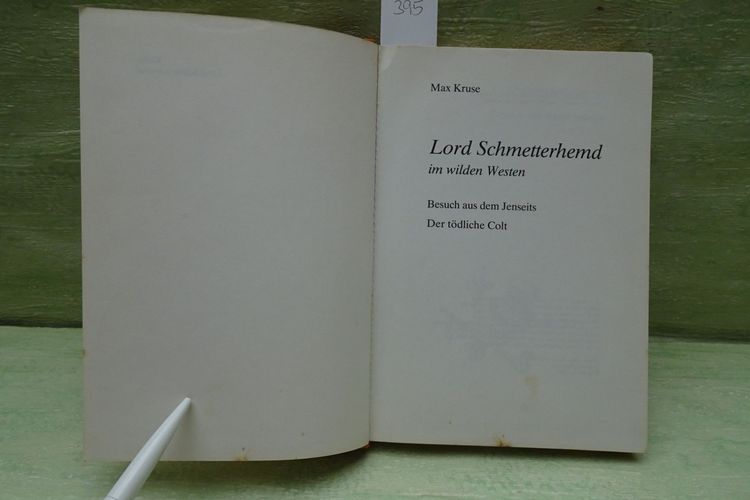 395
Max Kruse
Lord Schmetterhemd
im wilden Westen
Besuch aus dem Jenseits
Der tödliche Colt